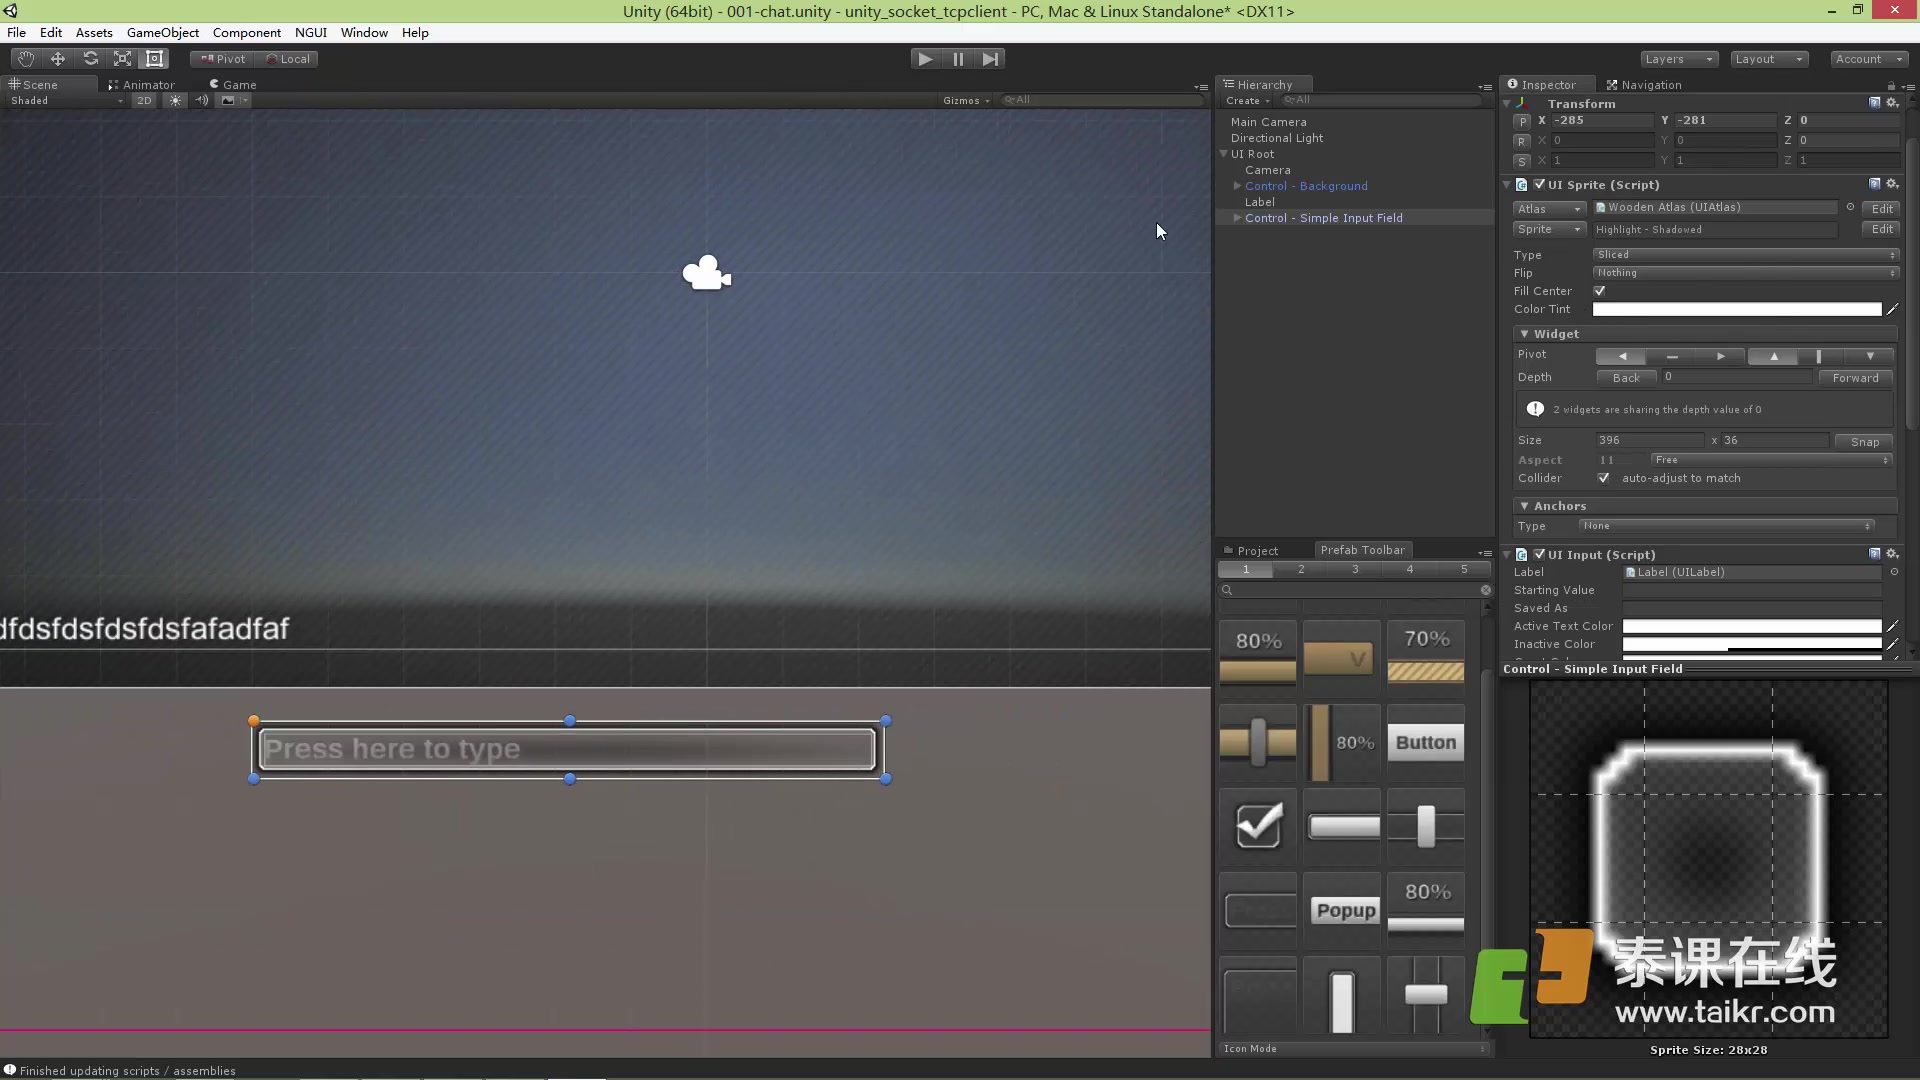 Unity (64bit) - 001-chat.unity - unity_socket_tcpclient - PC, Mac & Linux Standalone* <DX11>
File Edit Assets GameObject Component NGUI Window Help
Pivot Local
Layers Layout Account
Scene Animator Game
Shaded 2D Gizmos All
Hierarchy
Create All
Main Camera
Directional Light
UI Root
Camera
Control - Background
Label
Control - Simple Input Field
Inspector Navigation
Transform
P X -285 Y -281 Z 0
R X 0 Y 0 Z 0
S X 1 Y 1 Z 1
UI Sprite (Script)
Atlas Wooden Atlas (UIAtlas) Edit
Sprite Highlight - Shadowed Edit
Type Sliced
Flip Nothing
Fill Center
Color Tint
Widget
Pivot
Depth Back 0 Forward
2 widgets are sharing the depth value of 0
Size 396 x 36 Snap
Aspect 11 Free
Collider auto-adjust to match
Anchors
Type None
UI Input (Script)
Label Label (UILabel)
Starting Value
Saved As
Active Text Color
Inactive Color
Control - Simple Input Field
dfdsfdsfdsfdsfafadfaf
Press here to type
Project Prefab Toolbar
1 2 3 4 5
80% V 70%
80% Button
Popup 80%
Icon Mode
泰课在线
www.taikr.com
Sprite Size: 28x28
Finished updating scripts / assemblies